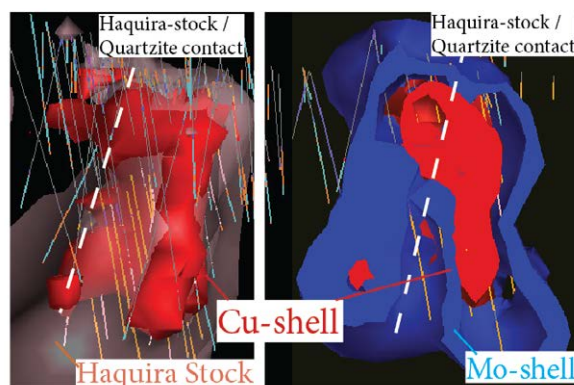 Haquira-stock /
Quartzite contact
Haquira-stock /
Quartzite contact
Cu-shell
Haquira Stock
Mo-shell